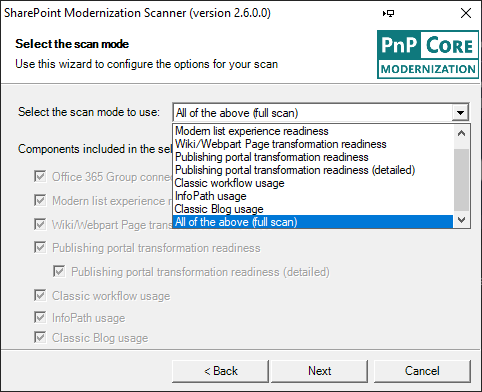 SharePoint Modernization Scanner (version 2.6.0.0)
Select the scan mode
Use this wizard to configure the options for your scan
PnP Core
MODERNIZATION
Select the scan mode to use:
All of the above (full scan)
Modern list experience readiness
Wiki/Webpart Page transformation readiness
Publishing portal transformation readiness
Publishing portal transformation readiness (detailed)
Classic workflow usage
InfoPath usage
Classic Blog usage
All of the above (full scan)
Components included in the sel
Office 365 Group connec
Modern list experience r
Wiki/Webpart Page trans
Publishing portal transformation readiness
Publishing portal transformation readiness (detailed)
Classic workflow usage
InfoPath usage
Classic Blog usage
< Back
Next
Cancel